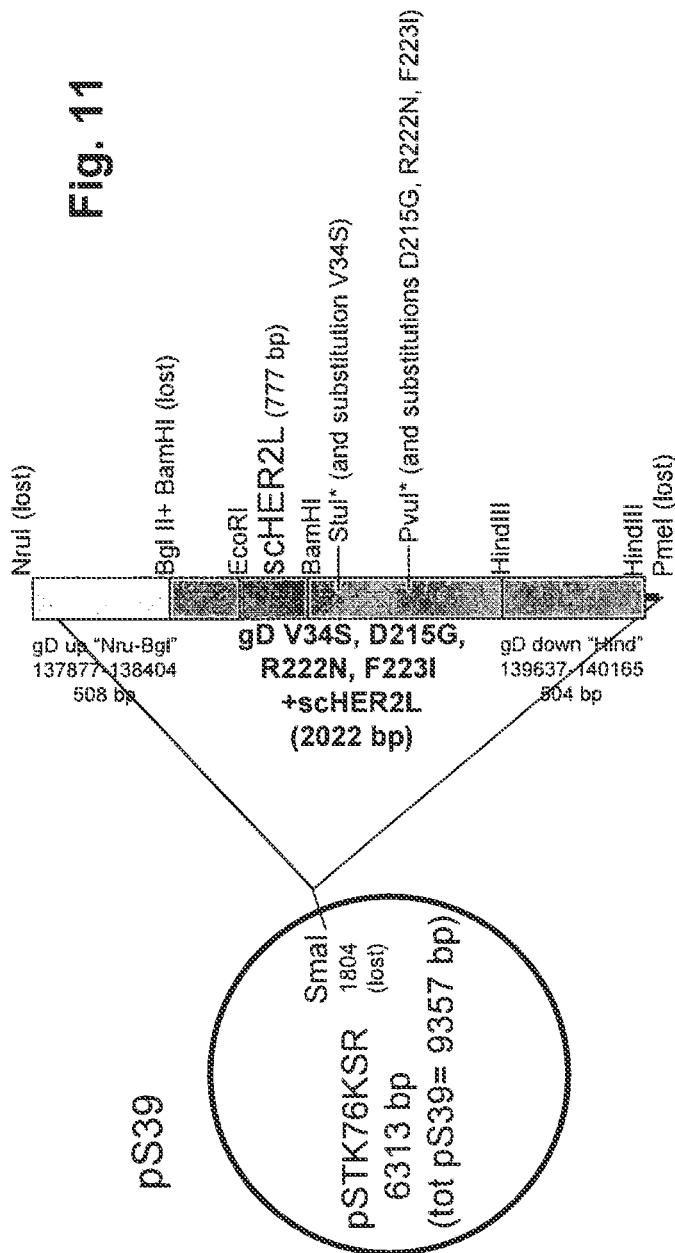 Fig. 11
pS39
pSTK76KSR
6313 bp
(tot pS39= 9357 bp)
SmaI
1804
(lost)
NruI (lost)
Bgl II+ BamHI (lost)
EcoRI
scHER2L (777 bp)
BamHI
StuI* (and substitution V34S)
PvuI* (and substitutions D215G, R222N, F223I)
HindIII
HindIII
PmeI (lost)
gD up "Nru-Bgl"
137877-138404
508 bp
gD V34S, D215G,
R222N, F223I
+scHER2L
(2022 bp)
gD down "Hind"
139637-140165
504 bp